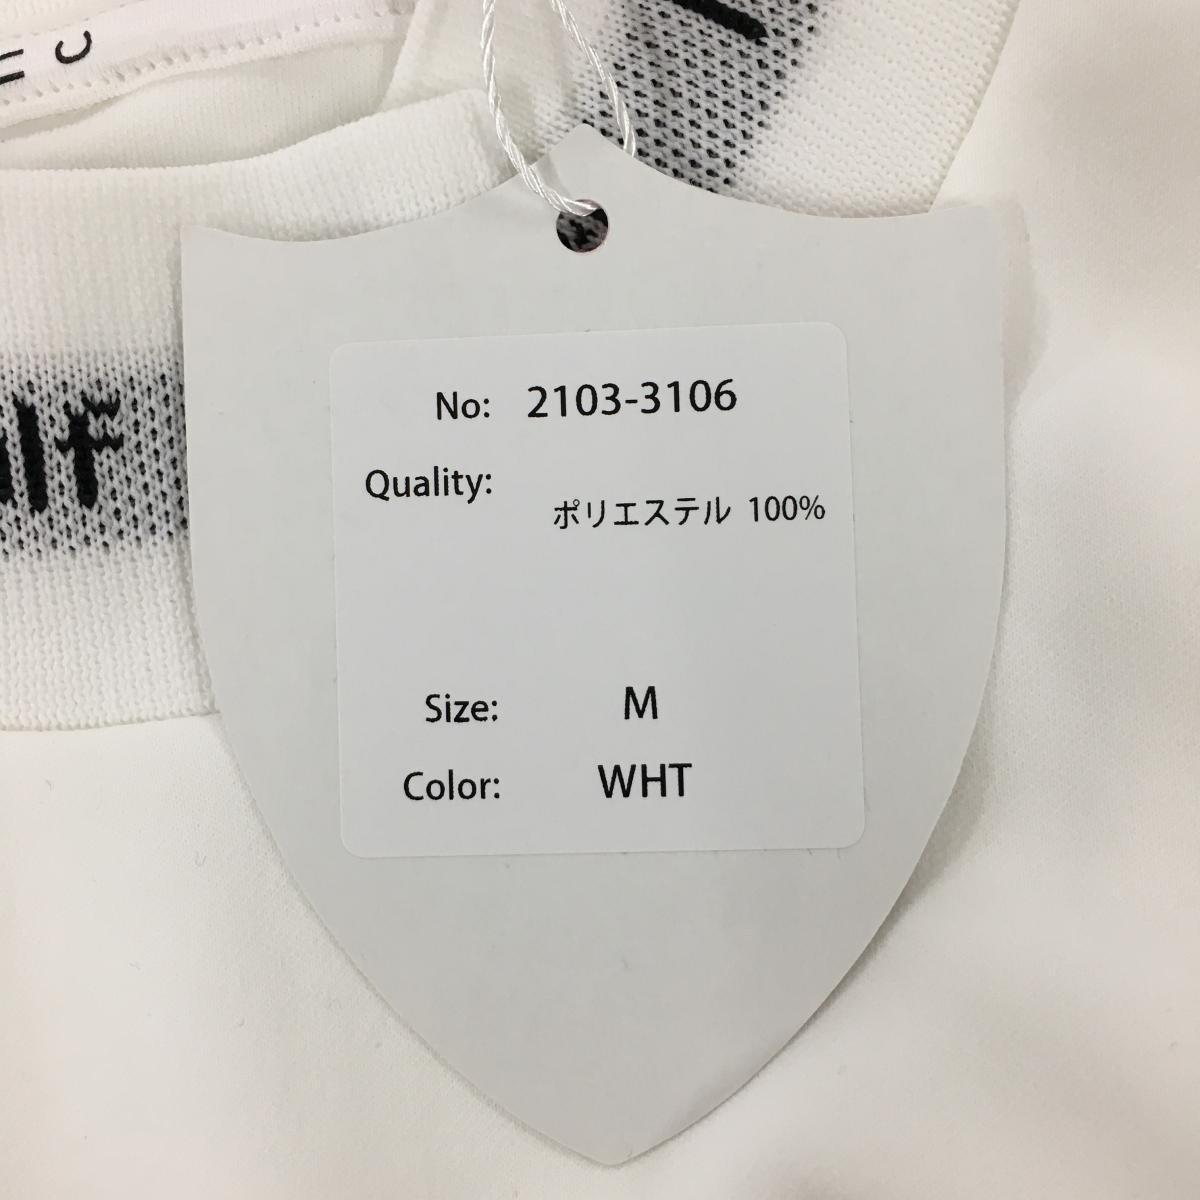 No: 2103-3106
Quality:
ポリエステル 100%
Size: M
Color: WHT